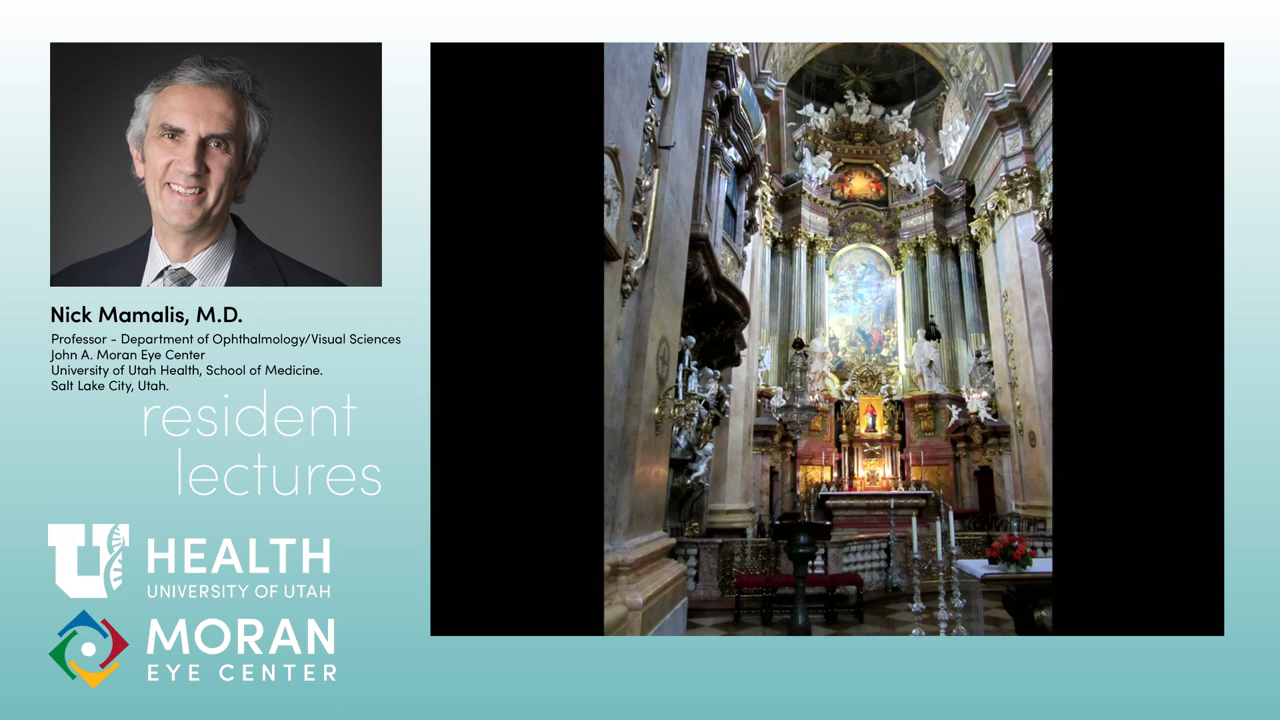 Nick Mamalis, M.D.
Professor - Department of Ophthalmology/Visual Sciences
John A. Moran Eye Center
University of Utah Health, School of Medicine.
Salt Lake City, Utah.
resident
lectures
U HEALTH
UNIVERSITY OF UTAH
MORAN
EYE CENTER